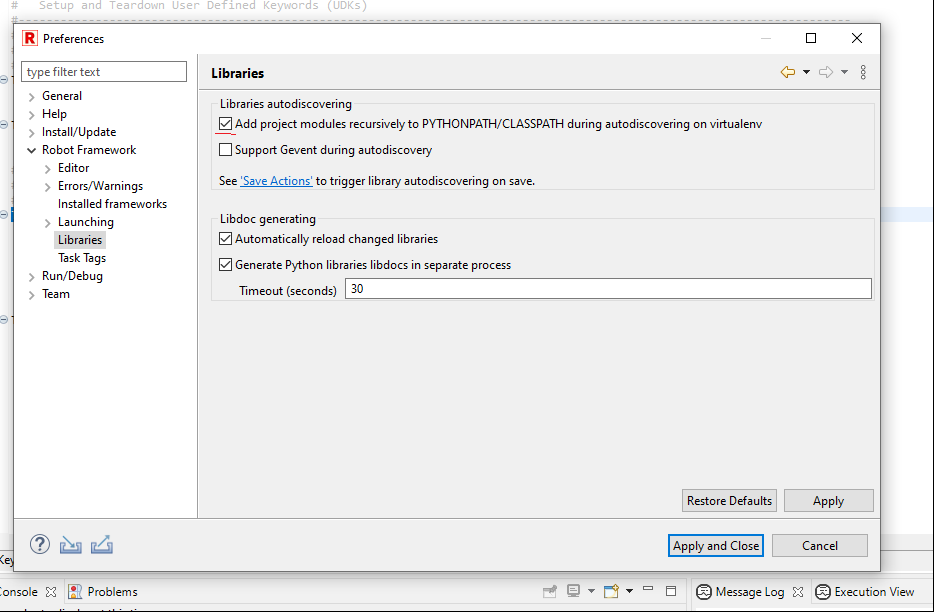 # Setup and Teardown User Defined Keywords (UDKs)
R Preferences
type filter text
General
Help
Install/Update
Robot Framework
Editor
Errors/Warnings
Installed frameworks
Launching
Libraries
Task Tags
Run/Debug
Team
Libraries
Libraries autodiscovering
Add project modules recursively to PYTHONPATH/CLASSPATH during autodiscovering on virtualenv
Support Gevent during autodiscovery
See 'Save Actions' to trigger library autodiscovering on save.
Libdoc generating
Automatically reload changed libraries
Generate Python libraries libdocs in separate process
Timeout (seconds) 30
Restore Defaults Apply
? Apply and Close Cancel
Key
onsole Problems Message Log Execution View